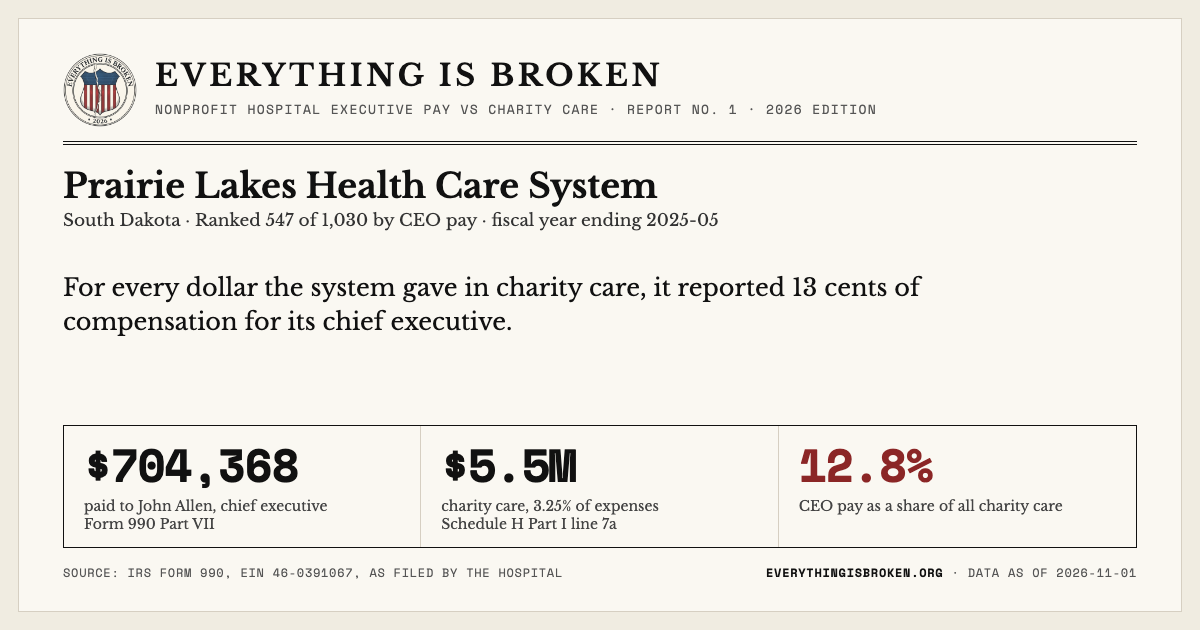 EVERYTHING IS BROKEN
2026
EVERYTHING IS BROKEN
NONPROFIT HOSPITAL EXECUTIVE PAY VS CHARITY CARE · REPORT NO. 1 · 2026 EDITION
Prairie Lakes Health Care System
South Dakota · Ranked 547 of 1,030 by CEO pay · fiscal year ending 2025-05
For every dollar the system gave in charity care, it reported 13 cents of
compensation for its chief executive.
$704,368
paid to John Allen, chief executive
Form 990 Part VII
$5.5M
charity care, 3.25% of expenses
Schedule H Part I line 7a
12.8%
CEO pay as a share of all charity care
SOURCE: IRS FORM 990, EIN 46-0391067, AS FILED BY THE HOSPITAL
EVERYTHINGISBROKEN.ORG · DATA AS OF 2026-11-01